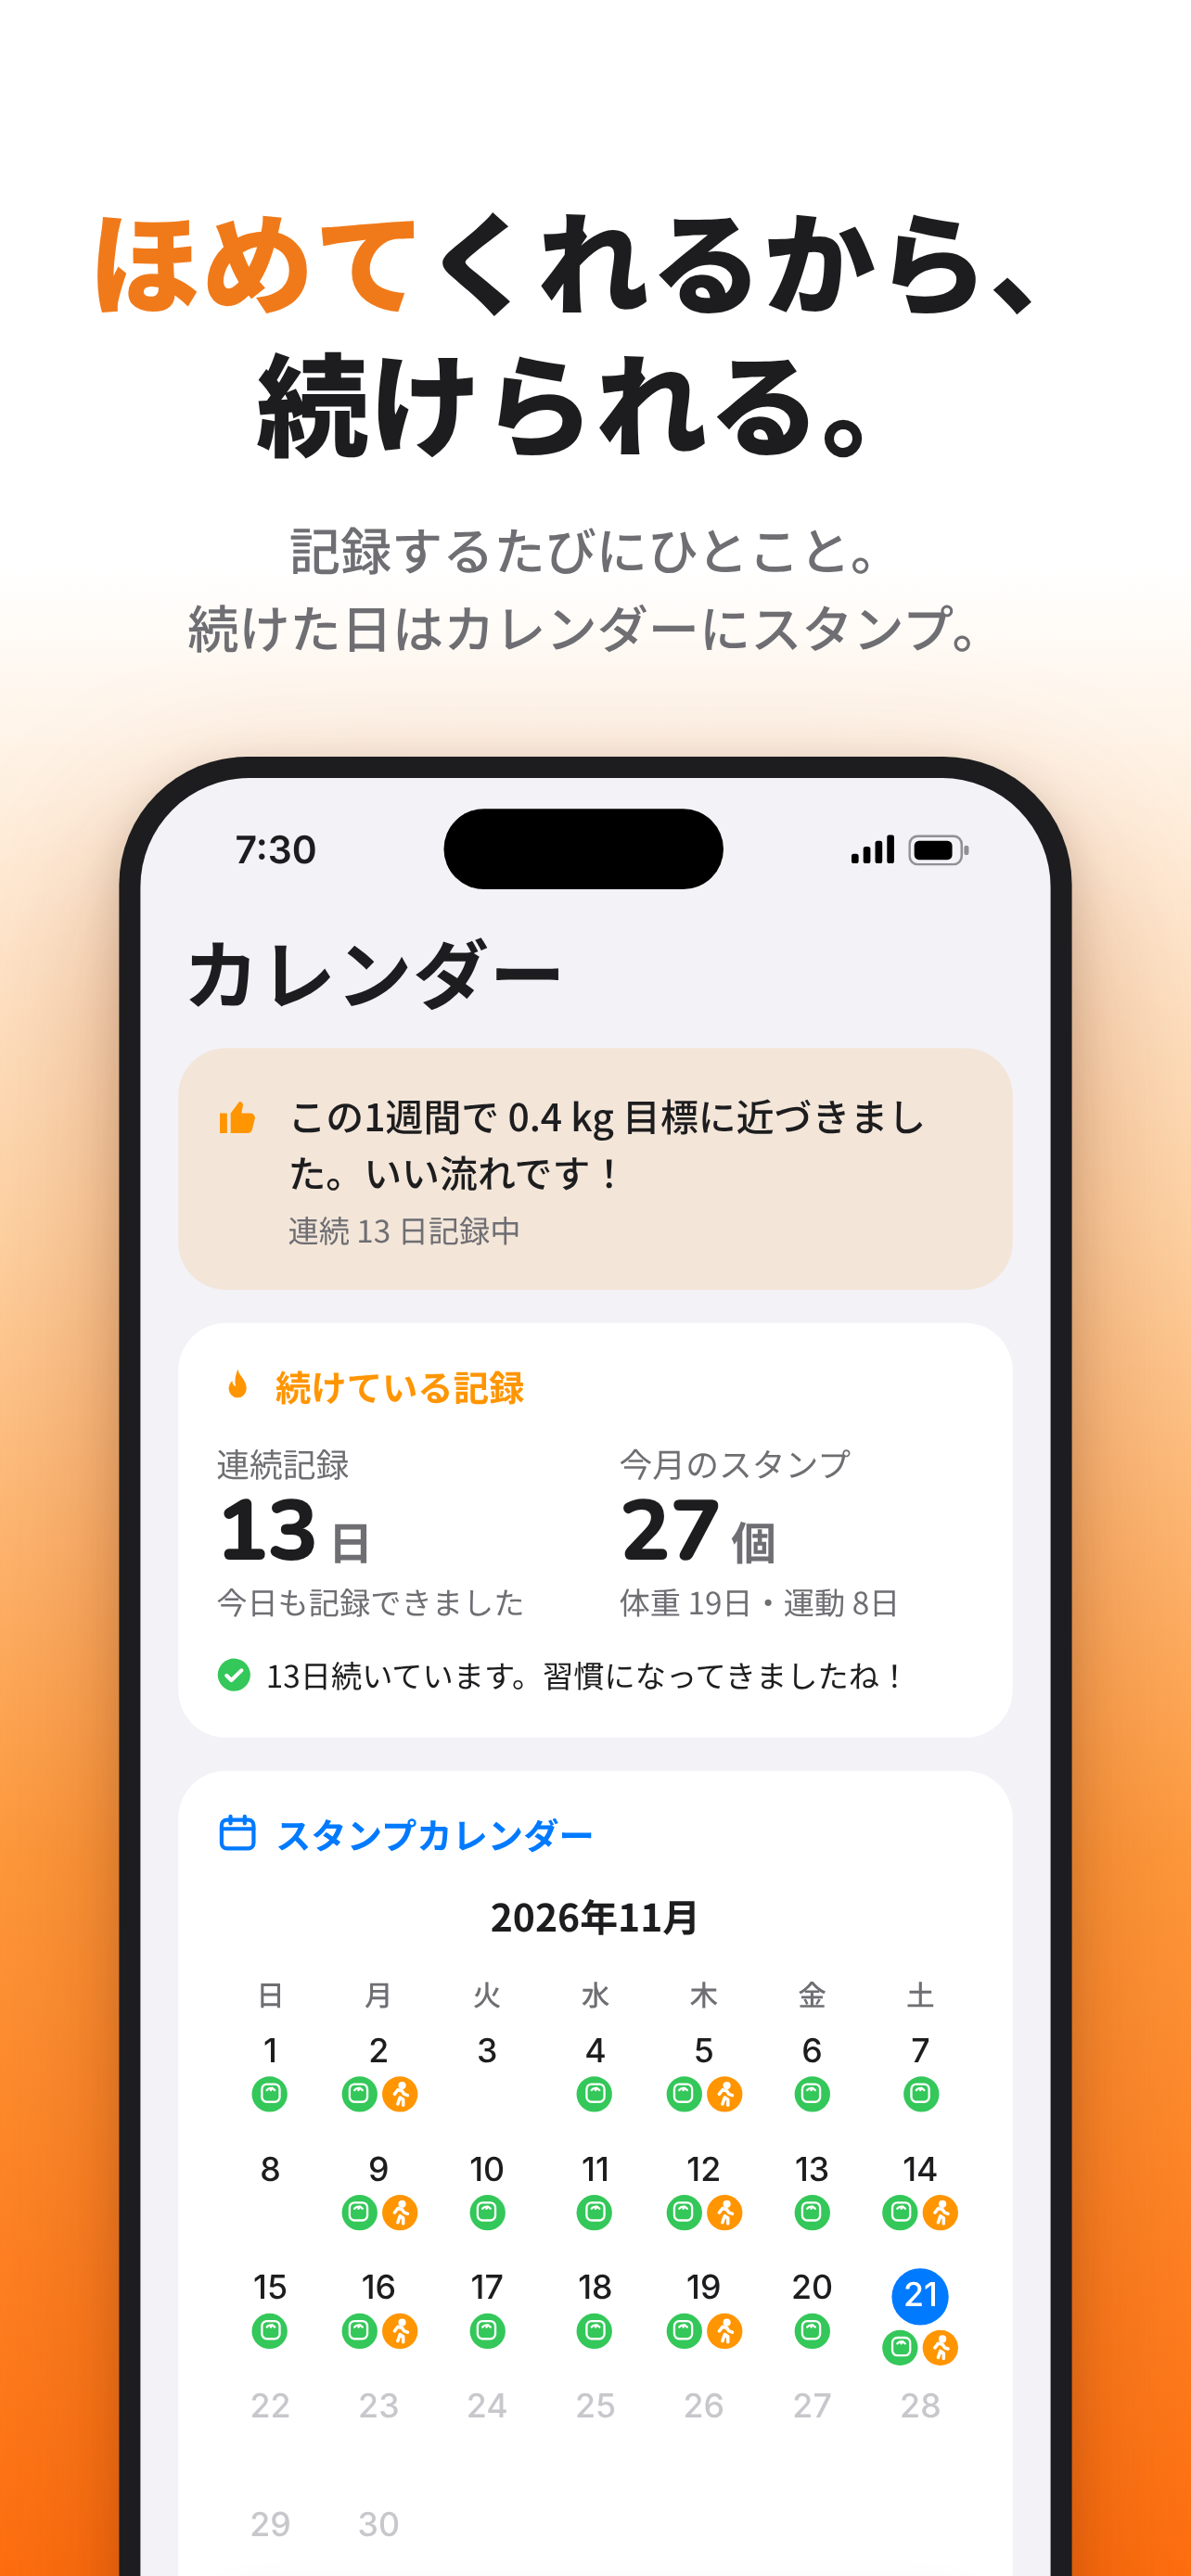 ほめてくれるから、
続けられる。
記録するたびにひとこと。
続けた日はカレンダーにスタンプ。
7:30
カレンダー
この1週間で 0.4 kg 目標に近づきまし
た。いい流れです！
連続 13 日記録中
続けている記録
連続記録 今月のスタンプ
13 日 27 個
今日も記録できました 体重 19日・運動 8日
13日続いています。習慣になってきましたね！
スタンプカレンダー
2026年11月
日 月 火 水 木 金 土
1 2 3 4 5 6 7
8 9 10 11 12 13 14
15 16 17 18 19 20 21
22 23 24 25 26 27 28
29 30